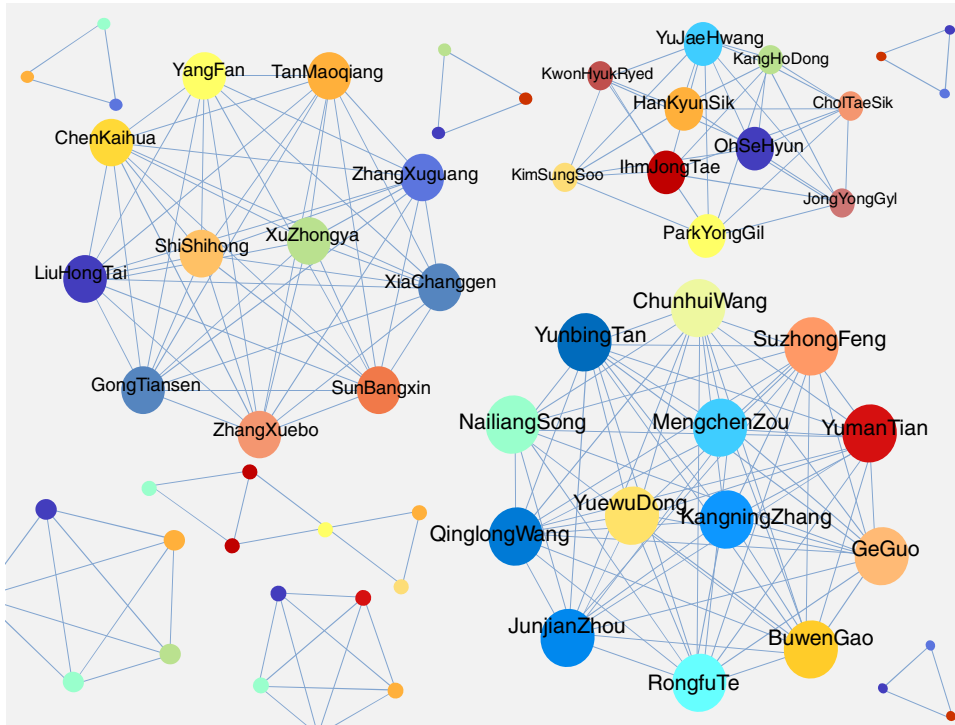 YuJaeHwang
KangHoDong
YangFan
TanMaoqiang
KwonHyukRyed
HanKyunSik
CholTaeSik
ChenKaihua
OhSeHyun
IhmJongTae
KimSungSoo
ZhangXuguang
JongYongGyl
ParkYongGil
XuZhongya
ShiShihong
LiuHongTai
XiaChanggen
ChunhuiWang
YunbingTan
SuzhongFeng
GongTiansen
SunBangxin
NailiangSong
MengchenZou
YumanTian
ZhangXuebo
YuewuDong
KangningZhang
QinglongWang
GeGuo
JunjianZhou
BuwenGao
RongfuTe